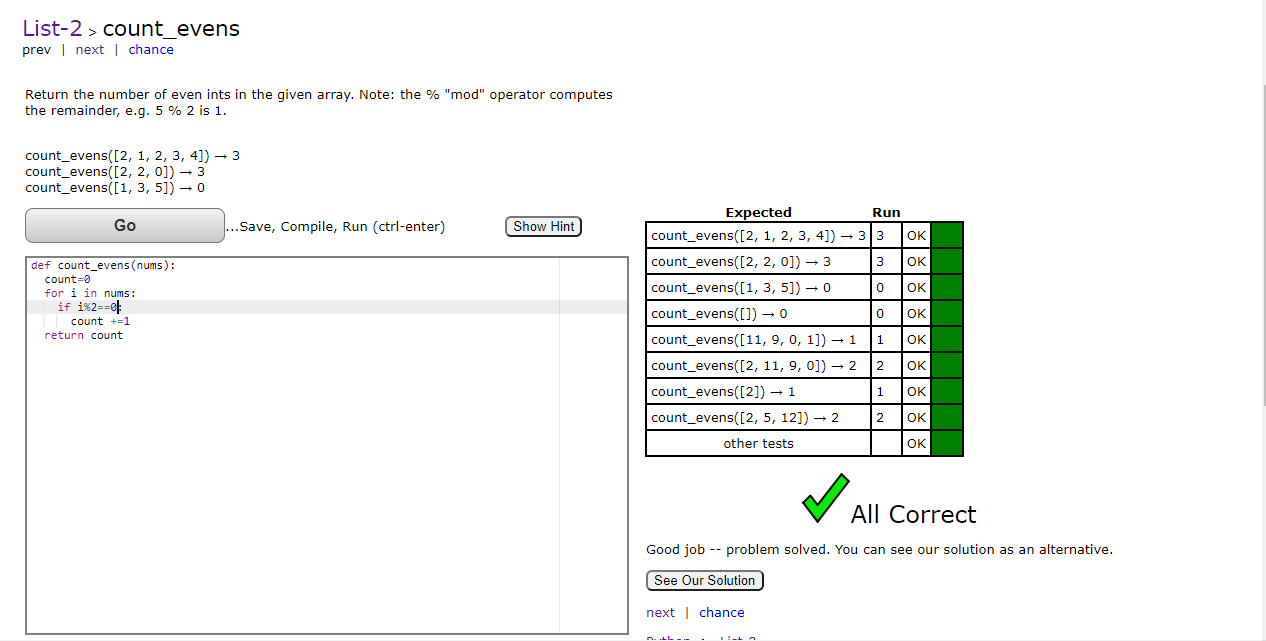 List-2 > count_evens
prev | next | chance
Return the number of even ints in the given array. Note: the % "mod" operator computes
the remainder, e.g. 5 % 2 is 1.
count_evens([2, 1, 2, 3, 4]) → 3
count_evens([2, 2, 0]) → 3
count_evens([1, 3, 5]) → 0
Go ...Save, Compile, Run (ctrl-enter) Show Hint
def count_evens(nums):
count=0
for i in nums:
if i%2==0:
count +=1
return count
Expected Run
count_evens([2, 1, 2, 3, 4]) → 3 3 OK
count_evens([2, 2, 0]) → 3 3 OK
count_evens([1, 3, 5]) → 0 0 OK
count_evens([]) → 0 0 OK
count_evens([11, 9, 0, 1]) → 1 1 OK
count_evens([2, 11, 9, 0]) → 2 2 OK
count_evens([2]) → 1 1 OK
count_evens([2, 5, 12]) → 2 2 OK
other tests OK
All Correct
Good job -- problem solved. You can see our solution as an alternative.
See Our Solution
next | chance